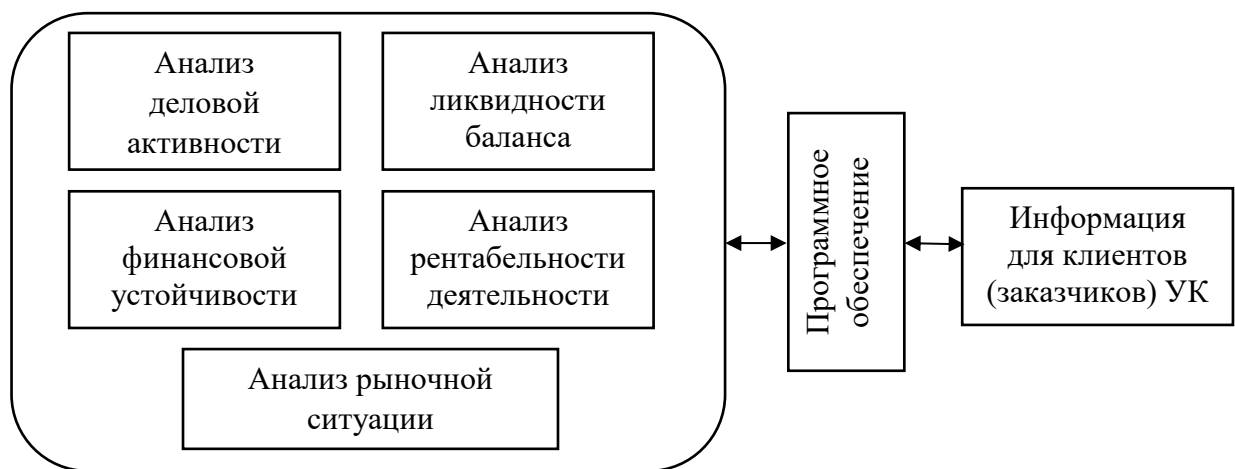 Анализ
деловой
активности
Анализ
ликвидности
баланса
Анализ
финансовой
устойчивости
Анализ
рентабельности
деятельности
Анализ рыночной
ситуации
Программное
обеспечение
Информация
для клиентов
(заказчиков) УК